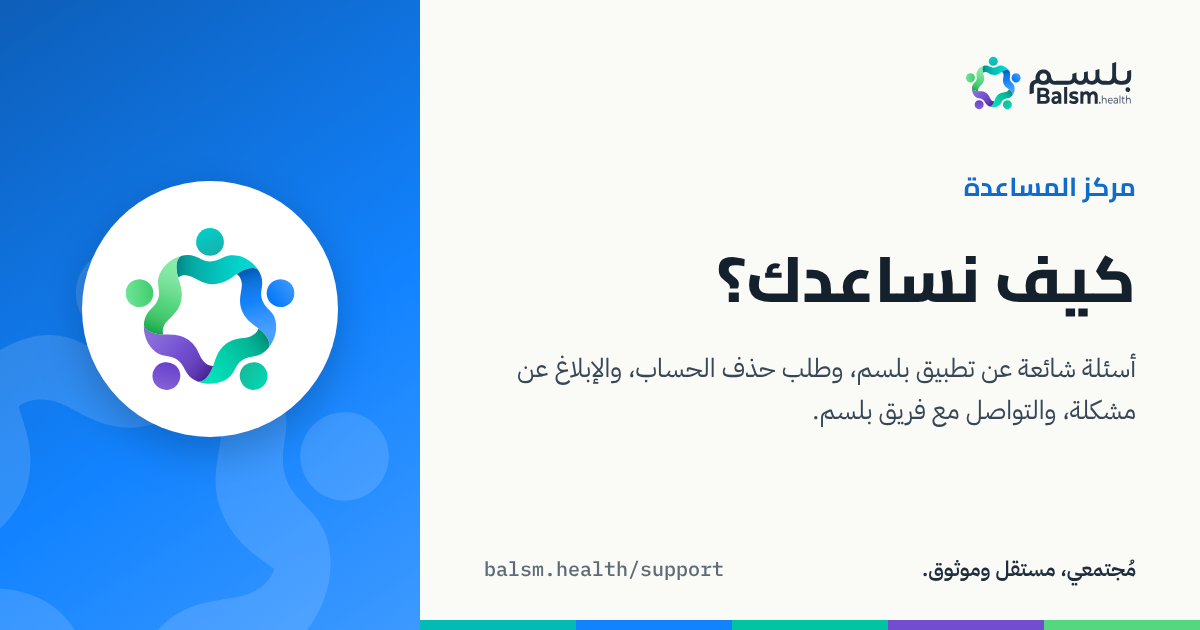 بلسم
Balsm.health
مركز المساعدة
كيف نساعدك؟
أسئلة شائعة عن تطبيق بلسم، وطلب حذف الحساب، والإبلاغ عن
مشكلة، والتواصل مع فريق بلسم.
مُجتمعي، مستقل وموثوق.
balsm.health/support